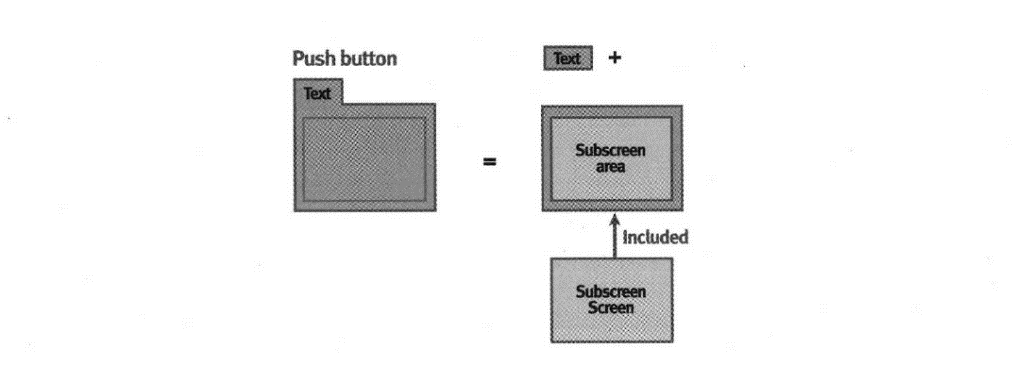 Push button
Text
Text +
=
Subscreen
area
Included
Subscreen
Screen